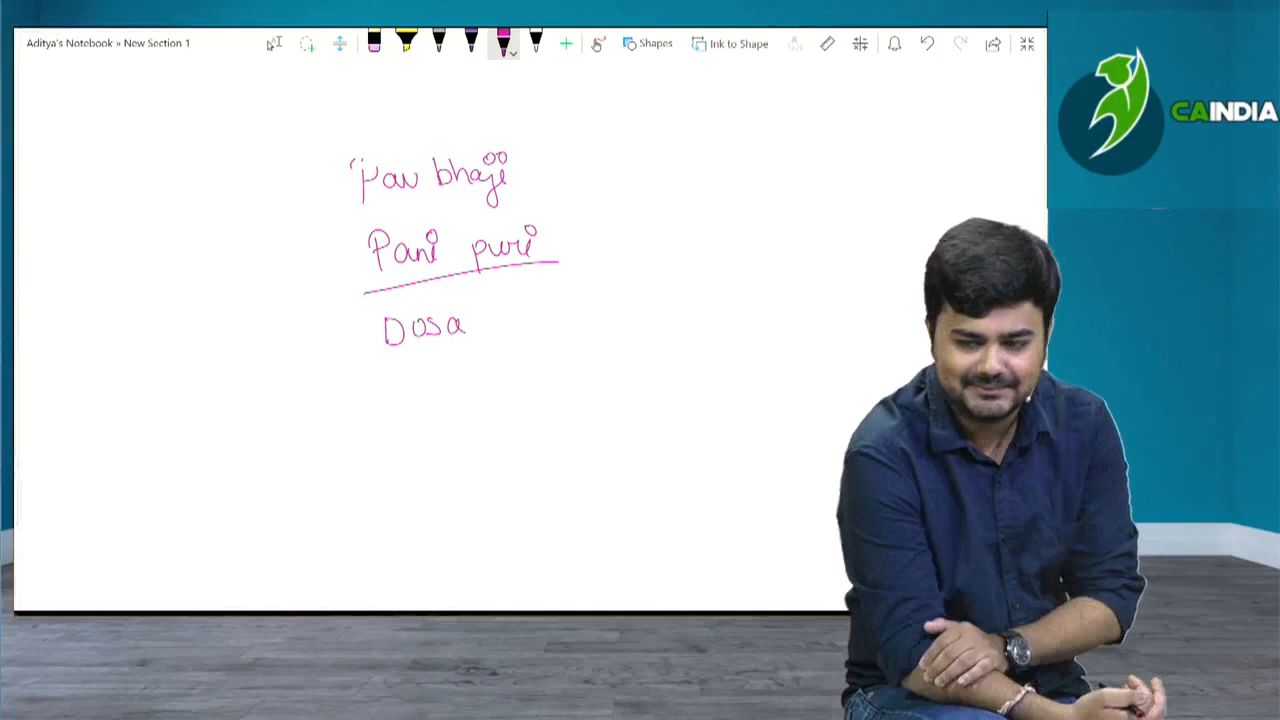 Aditya's Notebook » New Section 1
Shapes
Ink to Shape
CAINDIA
Pav bhaji
Pani puri
Dosa